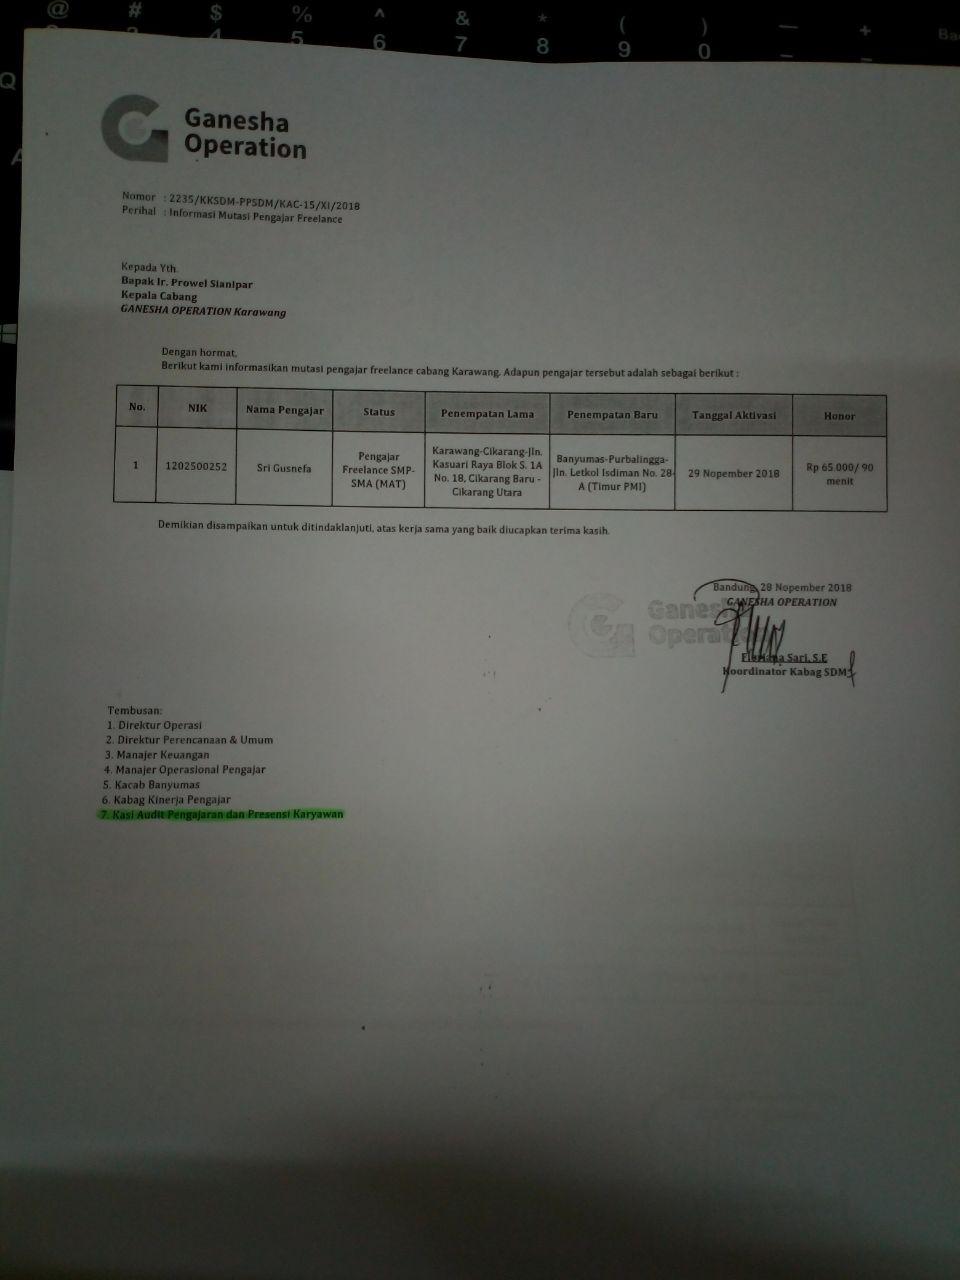 @ # $ % ^ & * ( ) — +
5 6 7 8 9 0 –
Q
Ganesha
Operation
Nomor : 2235/KKSDM-PPSDM/KAC-15/XI/2018
Perihal : Informasi Mutasi Pengajar Freelance
Kepada Yth.
Bapak Ir. Prowel Sianipar
Kepala Cabang
GANESHA OPERATION Karawang
Dengan hormat,
Berikut kami informasikan mutasi pengajar freelance cabang Karawang. Adapun pengajar tersebut adalah sebagai berikut :
No. NIK Nama Pengajar Status Penempatan Lama Penempatan Baru Tanggal Aktivasi Honor
1 1202500252 Sri Gusnefa Pengajar Freelance SMP-SMA (MAT) Karawang-Cikarang-Jln. Kasuari Raya Blok S. 1A No. 18, Cikarang Baru - Cikarang Utara Banyumas-Purbalingga-Jln. Letkol Isdiman No. 28-A (Timur PMI) 29 Nopember 2018 Rp 65.000/ 90 menit
Demikian disampaikan untuk ditindaklanjuti, atas kerja sama yang baik diucapkan terima kasih.
Bandung, 28 Nopember 2018
GANESHA OPERATION
Ganesha
Operation
Sari, S.E
Koordinator Kabag SDM
Tembusan:
1. Direktur Operasi
2. Direktur Perencanaan & Umum
3. Manajer Keuangan
4. Manajer Operasional Pengajar
5. Kacab Banyumas
6. Kabag Kinerja Pengajar
7. Kasi Audit Pengajaran dan Presensi Karyawan